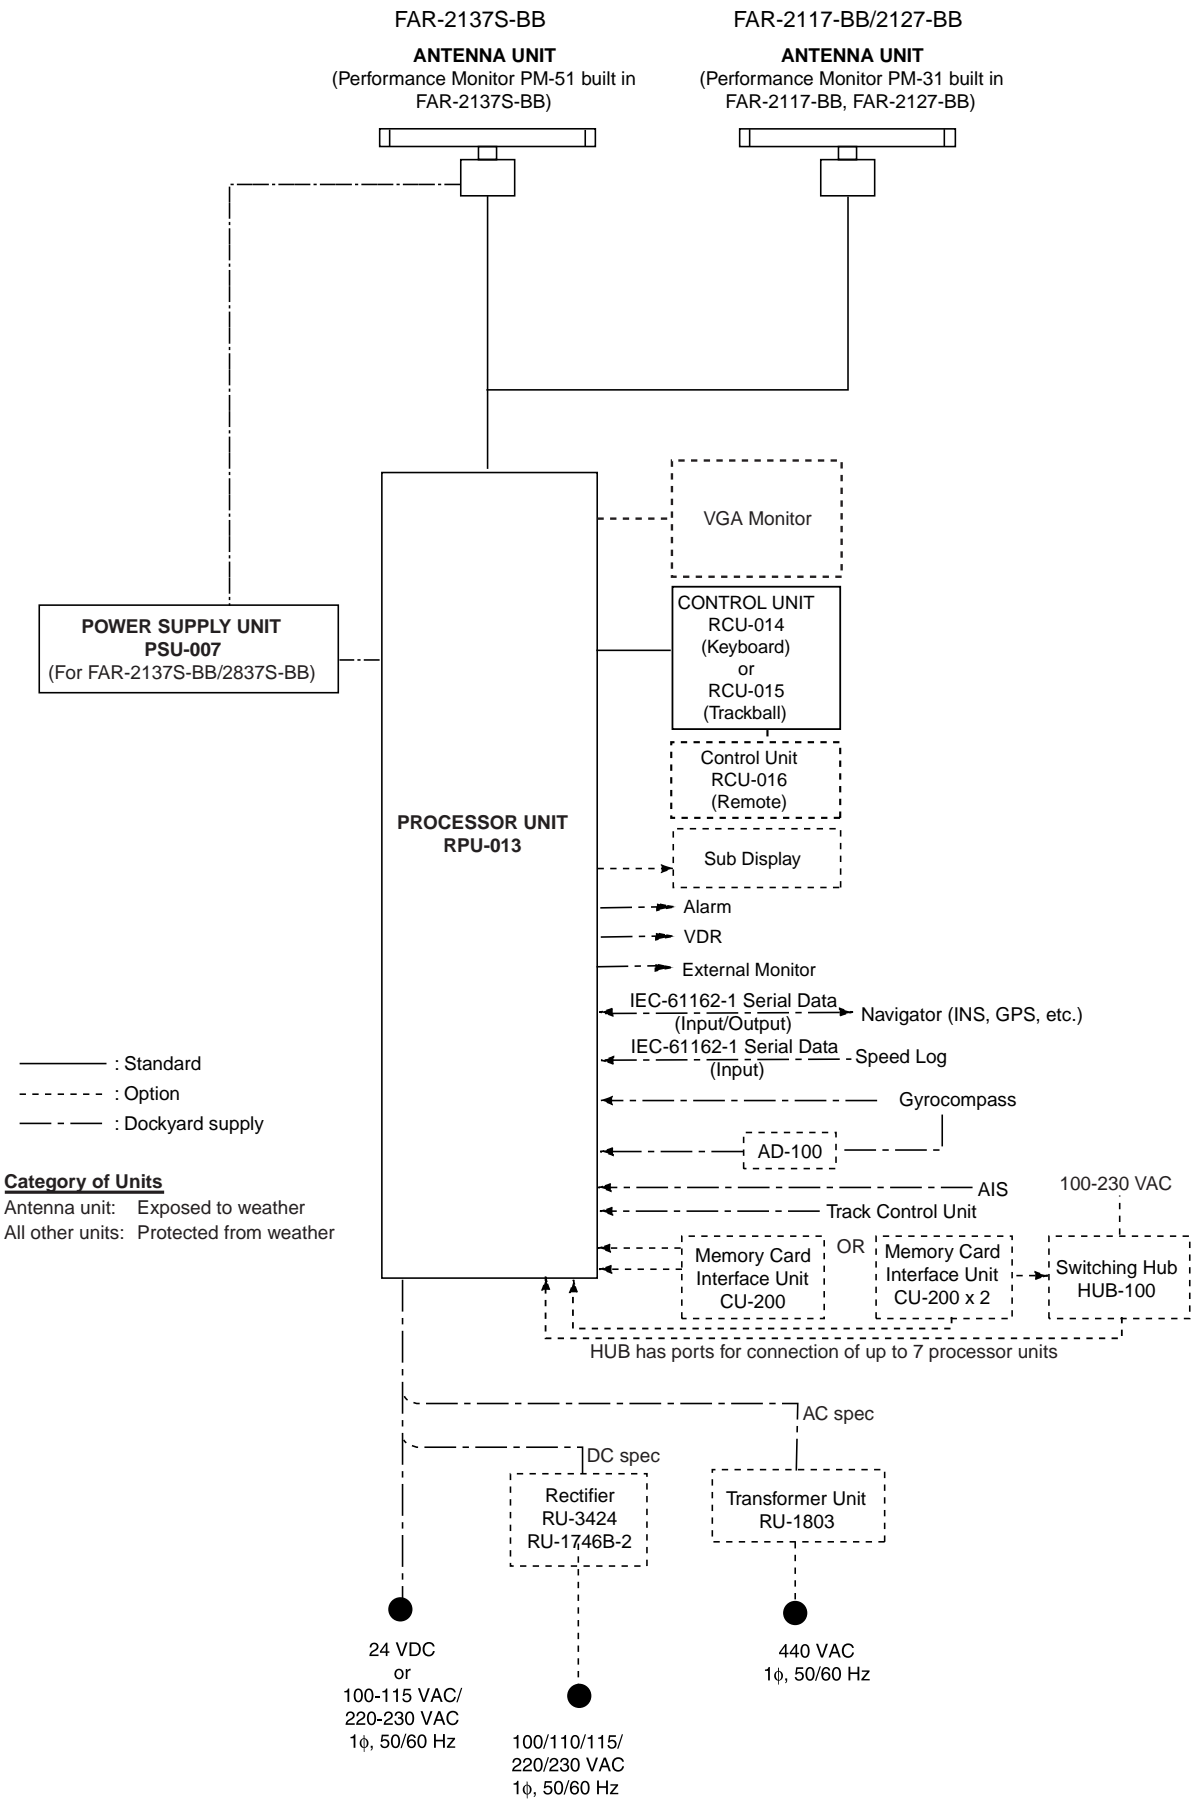 FAR-2137S-BB
ANTENNA UNIT
(Performance Monitor PM-51 built in
FAR-2137S-BB)
FAR-2117-BB/2127-BB
ANTENNA UNIT
(Performance Monitor PM-31 built in
FAR-2117-BB, FAR-2127-BB)
VGA Monitor
CONTROL UNIT
RCU-014
(Keyboard)
or
RCU-015
(Trackball)
POWER SUPPLY UNIT
PSU-007
(For FAR-2137S-BB/2837S-BB)
Control Unit
RCU-016
(Remote)
PROCESSOR UNIT
RPU-013
Sub Display
Alarm
VDR
External Monitor
IEC-61162-1 Serial Data
(Input/Output)
Navigator (INS, GPS, etc.)
IEC-61162-1 Serial Data
(Input)
Speed Log
Gyrocompass
AD-100
AIS
Track Control Unit
: Standard
: Option
: Dockyard supply
Category of Units
Antenna unit: Exposed to weather
All other units: Protected from weather
100-230 VAC
Memory Card
Interface Unit
CU-200
OR
Memory Card
Interface Unit
CU-200 x 2
Switching Hub
HUB-100
HUB has ports for connection of up to 7 processor units
AC spec
DC spec
Rectifier
RU-3424
RU-1746B-2
Transformer Unit
RU-1803
24 VDC
or
100-115 VAC/
220-230 VAC
1ϕ, 50/60 Hz
100/110/115/
220/230 VAC
1ϕ, 50/60 Hz
440 VAC
1ϕ, 50/60 Hz